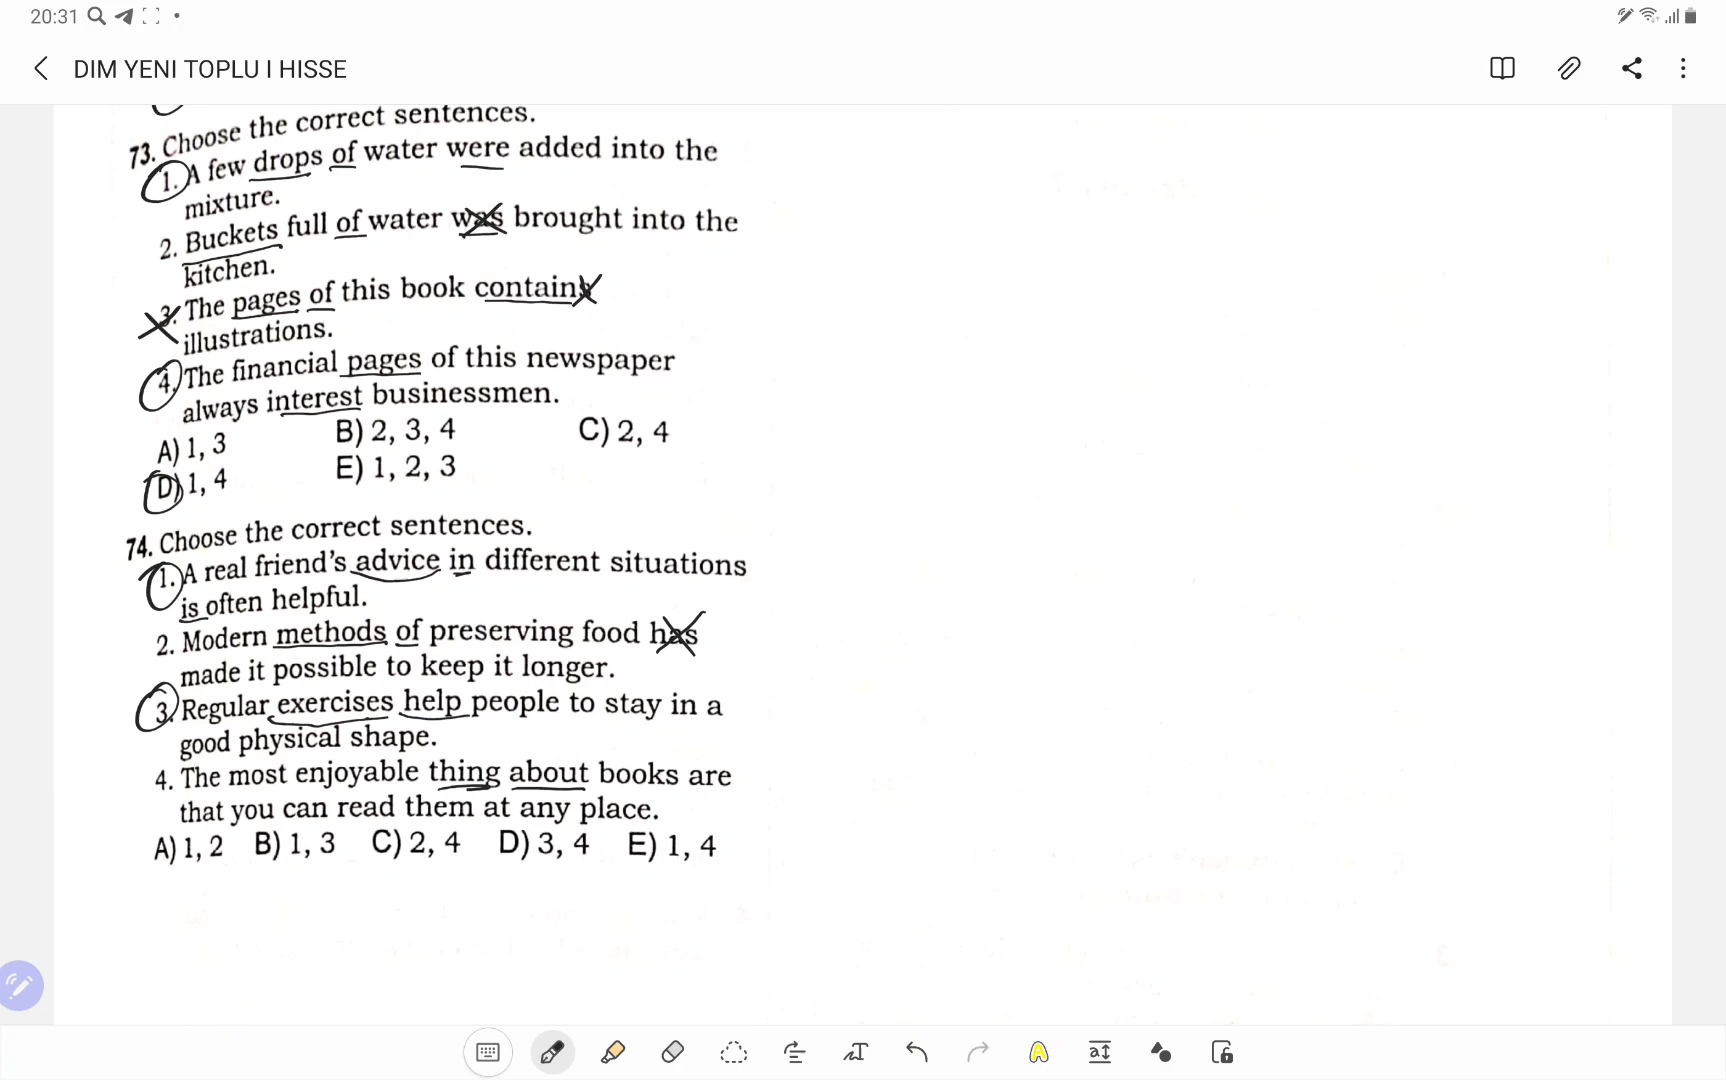 20:31
DIM YENI TOPLU I HISSE
73. Choose the correct sentences.
1. A few drops of water were added into the
mixture.
2. Buckets full of water was brought into the
kitchen.
3. The pages of this book contains
illustrations.
4. The financial pages of this newspaper
always interest businessmen.
A) 1, 3 B) 2, 3, 4 C) 2, 4
D) 1, 4 E) 1, 2, 3
74. Choose the correct sentences.
1. A real friend's advice in different situations
is often helpful.
2. Modern methods of preserving food has
made it possible to keep it longer.
3. Regular exercises help people to stay in a
good physical shape.
4. The most enjoyable thing about books are
that you can read them at any place.
A) 1, 2 B) 1, 3 C) 2, 4 D) 3, 4 E) 1, 4